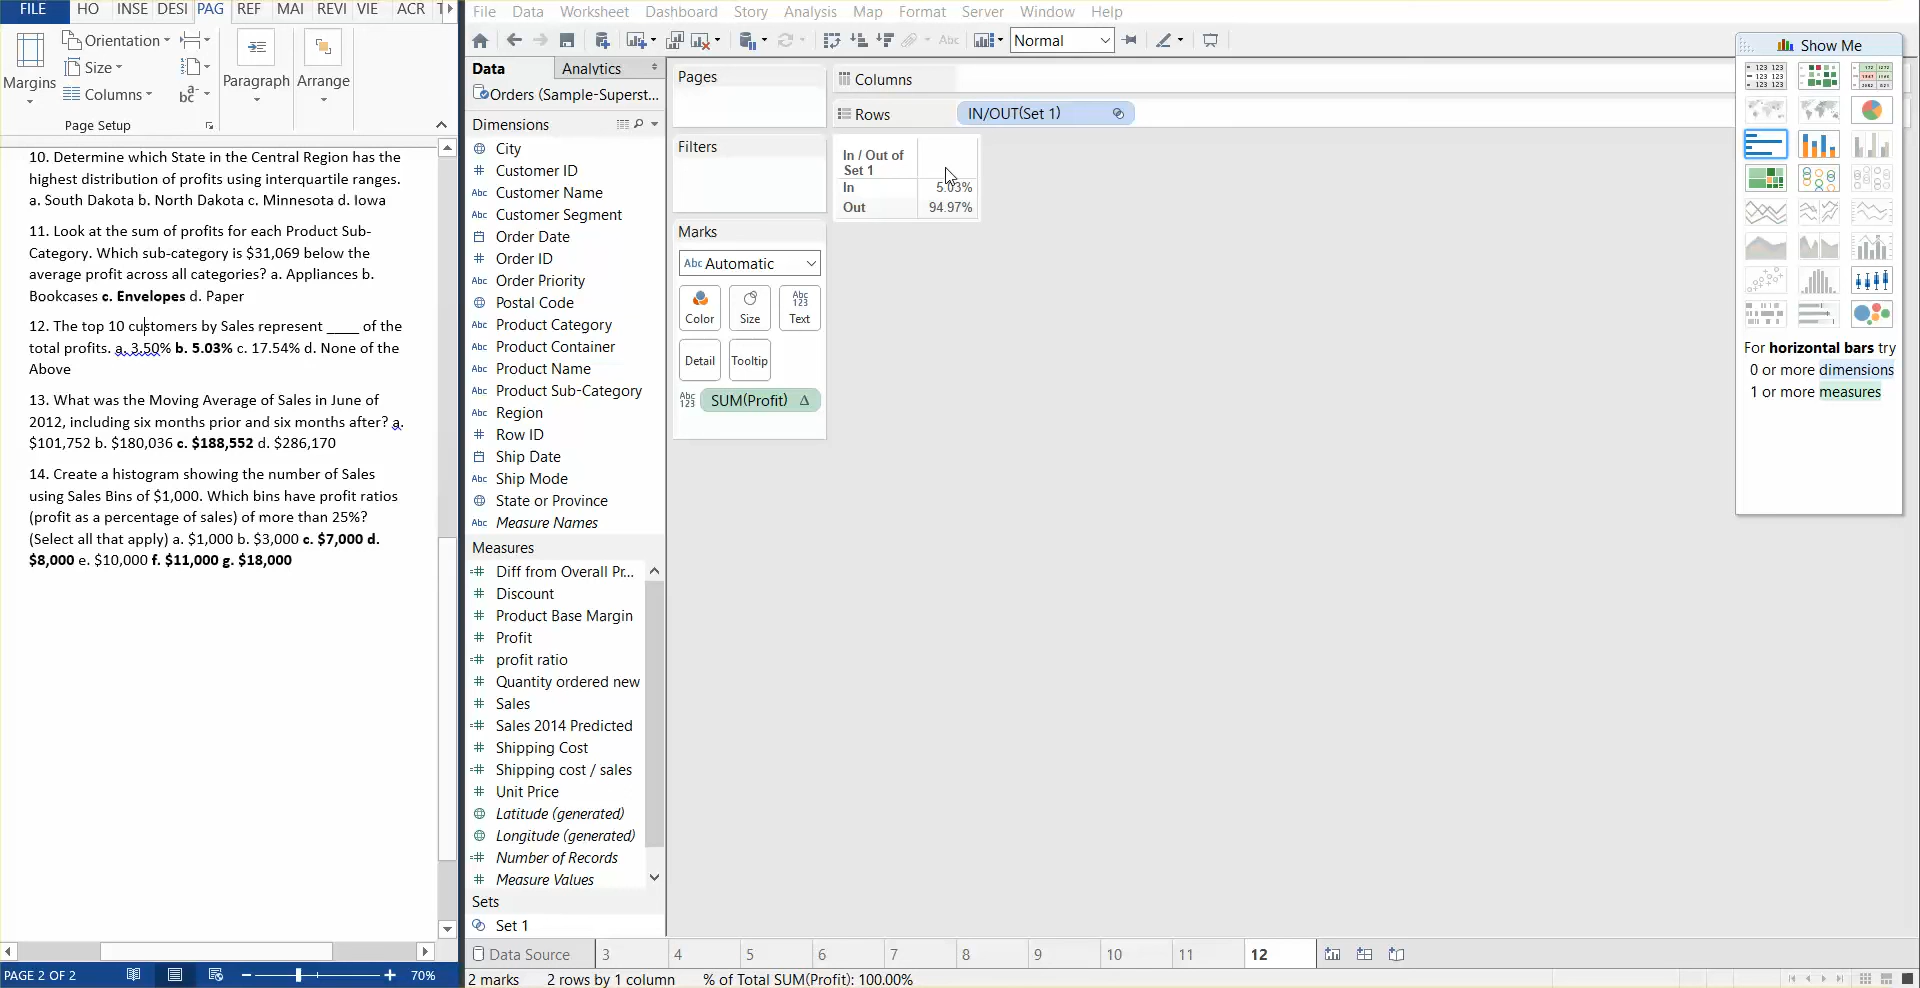 FILE HO INSE DESI PAG REF MAI REVI VIE ACR
Margins
Orientation
Size
Columns
Paragraph
Arrange
Page Setup
10. Determine which State in the Central Region has the
highest distribution of profits using interquartile ranges.
a. South Dakota b. North Dakota c. Minnesota d. Iowa
11. Look at the sum of profits for each Product Sub-
Category. Which sub-category is $31,069 below the
average profit across all categories? a. Appliances b.
Bookcases c. Envelopes d. Paper
12. The top 10 customers by Sales represent ____ of the
total profits. a. 3.50% b. 5.03% c. 17.54% d. None of the
Above
13. What was the Moving Average of Sales in June of
2012, including six months prior and six months after? a.
$101,752 b. $180,036 c. $188,552 d. $286,170
14. Create a histogram showing the number of Sales
using Sales Bins of $1,000. Which bins have profit ratios
(profit as a percentage of sales) of more than 25%?
(Select all that apply) a. $1,000 b. $3,000 c. $7,000 d.
$8,000 e. $10,000 f. $11,000 g. $18,000
PAGE 2 OF 2
70%
File Data Worksheet Dashboard Story Analysis Map Format Server Window Help
Abc
Normal
Data
Analytics
Orders (Sample-Superst...
Dimensions
City
Customer ID
Abc Customer Name
Abc Customer Segment
Order Date
Order ID
Abc Order Priority
Postal Code
Abc Product Category
Abc Product Container
Abc Product Name
Abc Product Sub-Category
Abc Region
Row ID
Ship Date
Abc Ship Mode
State or Province
Abc Measure Names
Measures
Diff from Overall Pr...
Discount
Product Base Margin
Profit
profit ratio
Quantity ordered new
Sales
Sales 2014 Predicted
Shipping Cost
Shipping cost / sales
Unit Price
Latitude (generated)
Longitude (generated)
Number of Records
Measure Values
Sets
Set 1
Pages
Filters
Marks
Abc Automatic
Color
Size
Abc
123
Text
Detail
Tooltip
Abc
123
SUM(Profit) Δ
Columns
Rows
IN/OUT(Set 1)
In / Out of
Set 1
In 5.03%
Out 94.97%
Show Me
For horizontal bars try
0 or more dimensions
1 or more measures
Data Source 3 4 5 6 7 8 9 10 11 12
2 marks 2 rows by 1 column % of Total SUM(Profit): 100.00%